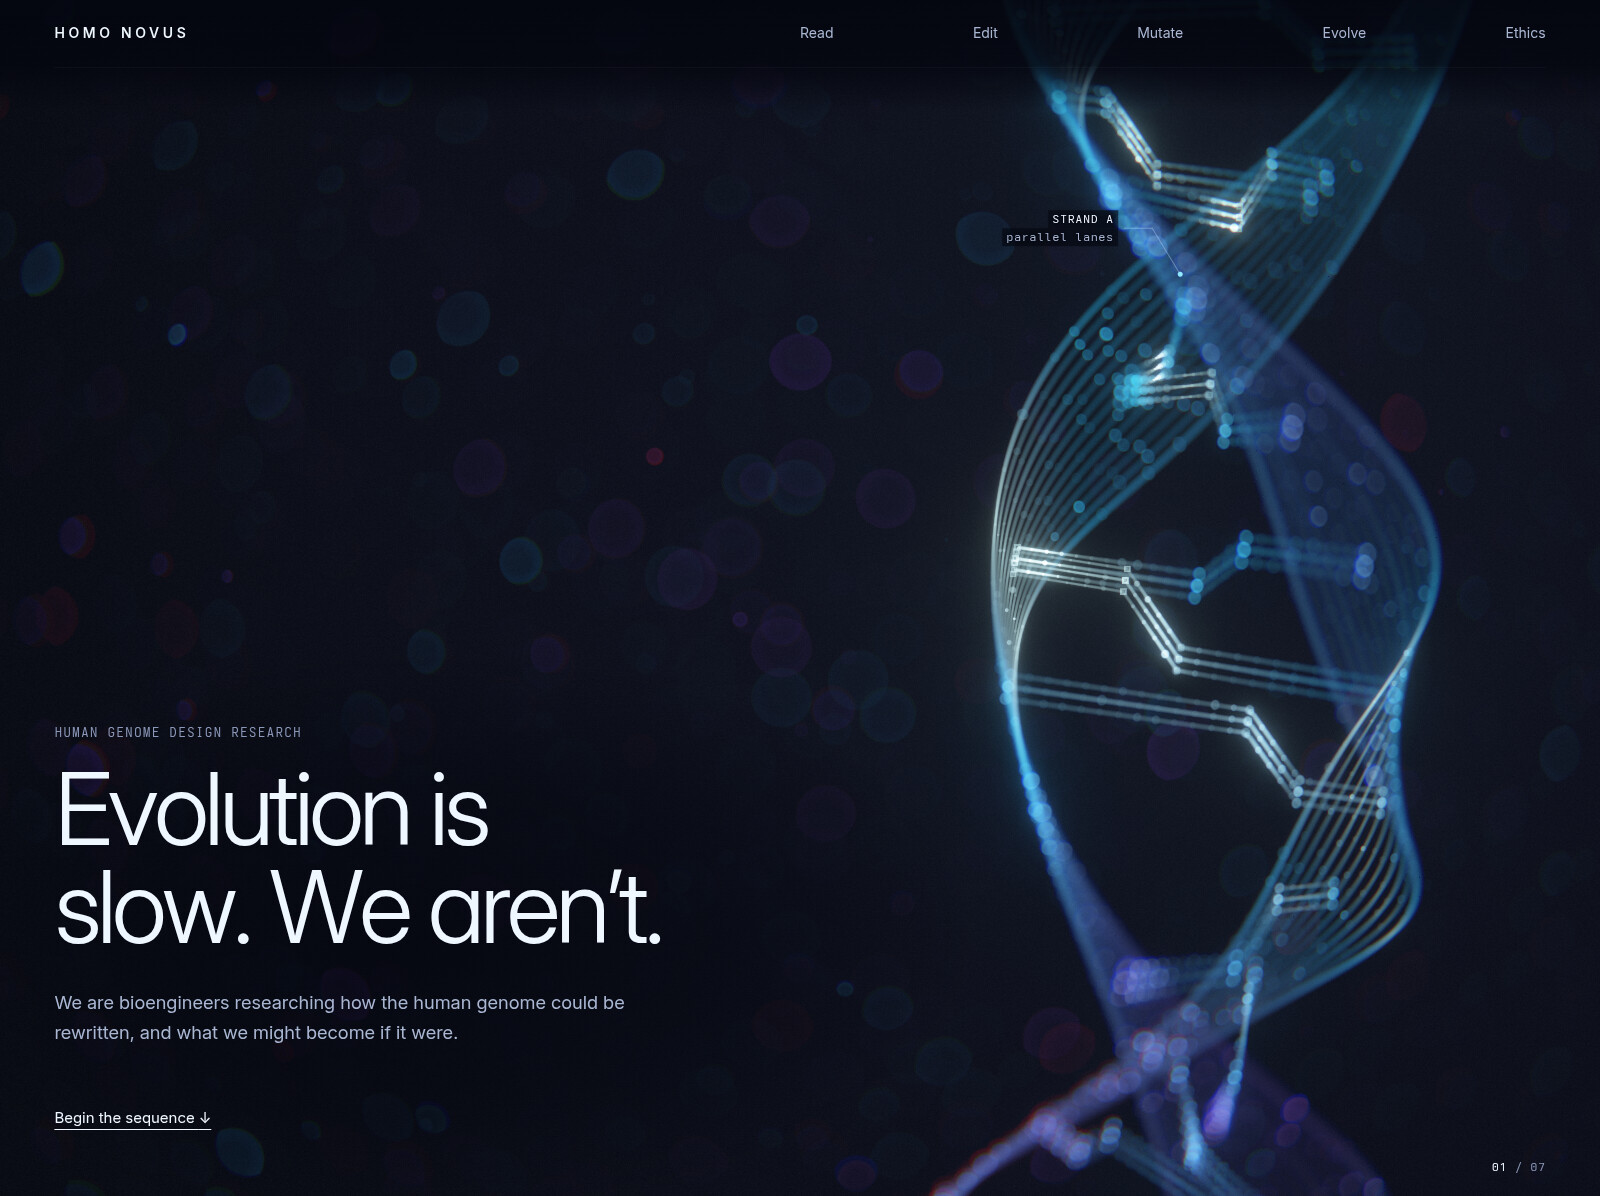 HOMO NOVUS
Read
Edit
Mutate
Evolve
Ethics
STRAND A
parallel lanes
HUMAN GENOME DESIGN RESEARCH
Evolution is
slow. We aren’t.
We are bioengineers researching how the human genome could be
rewritten, and what we might become if it were.
Begin the sequence ↓
01 / 07